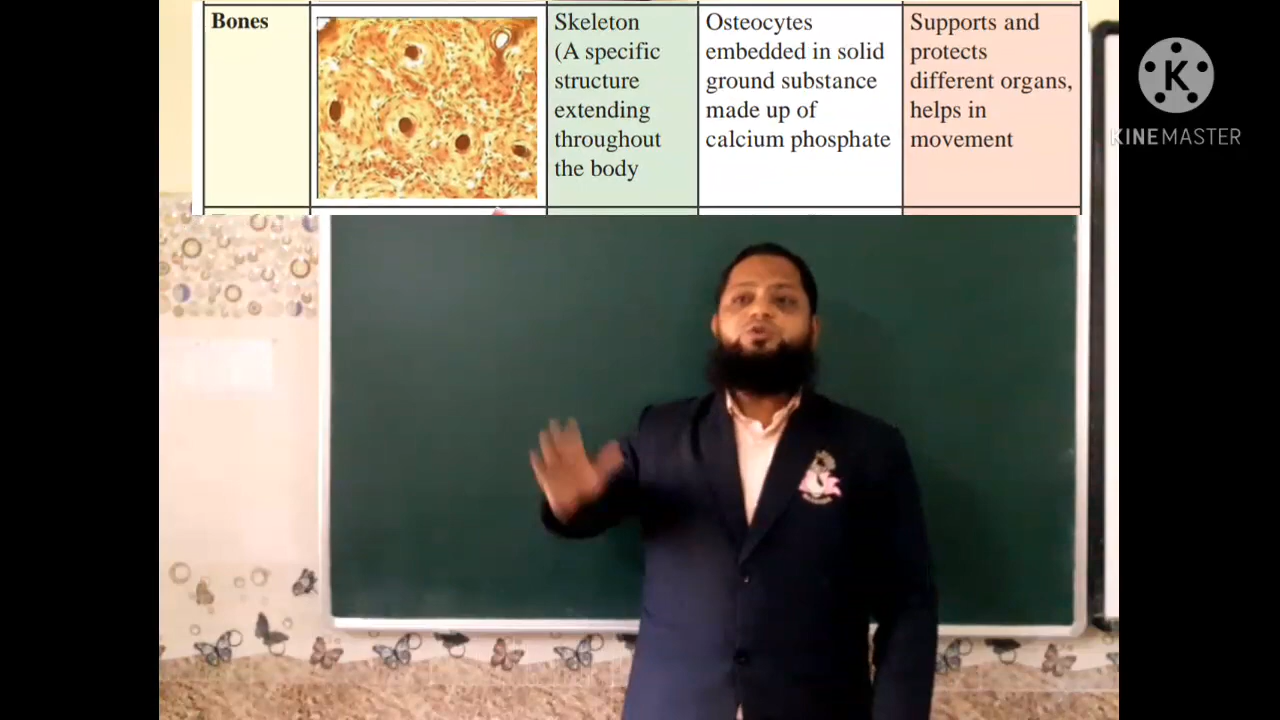 Bones
Skeleton
(A specific
structure
extending
throughout
the body
Osteocytes
embedded in solid
ground substance
made up of
calcium phosphate
Supports and
protects
different organs,
helps in
movement
K
KINEMASTER